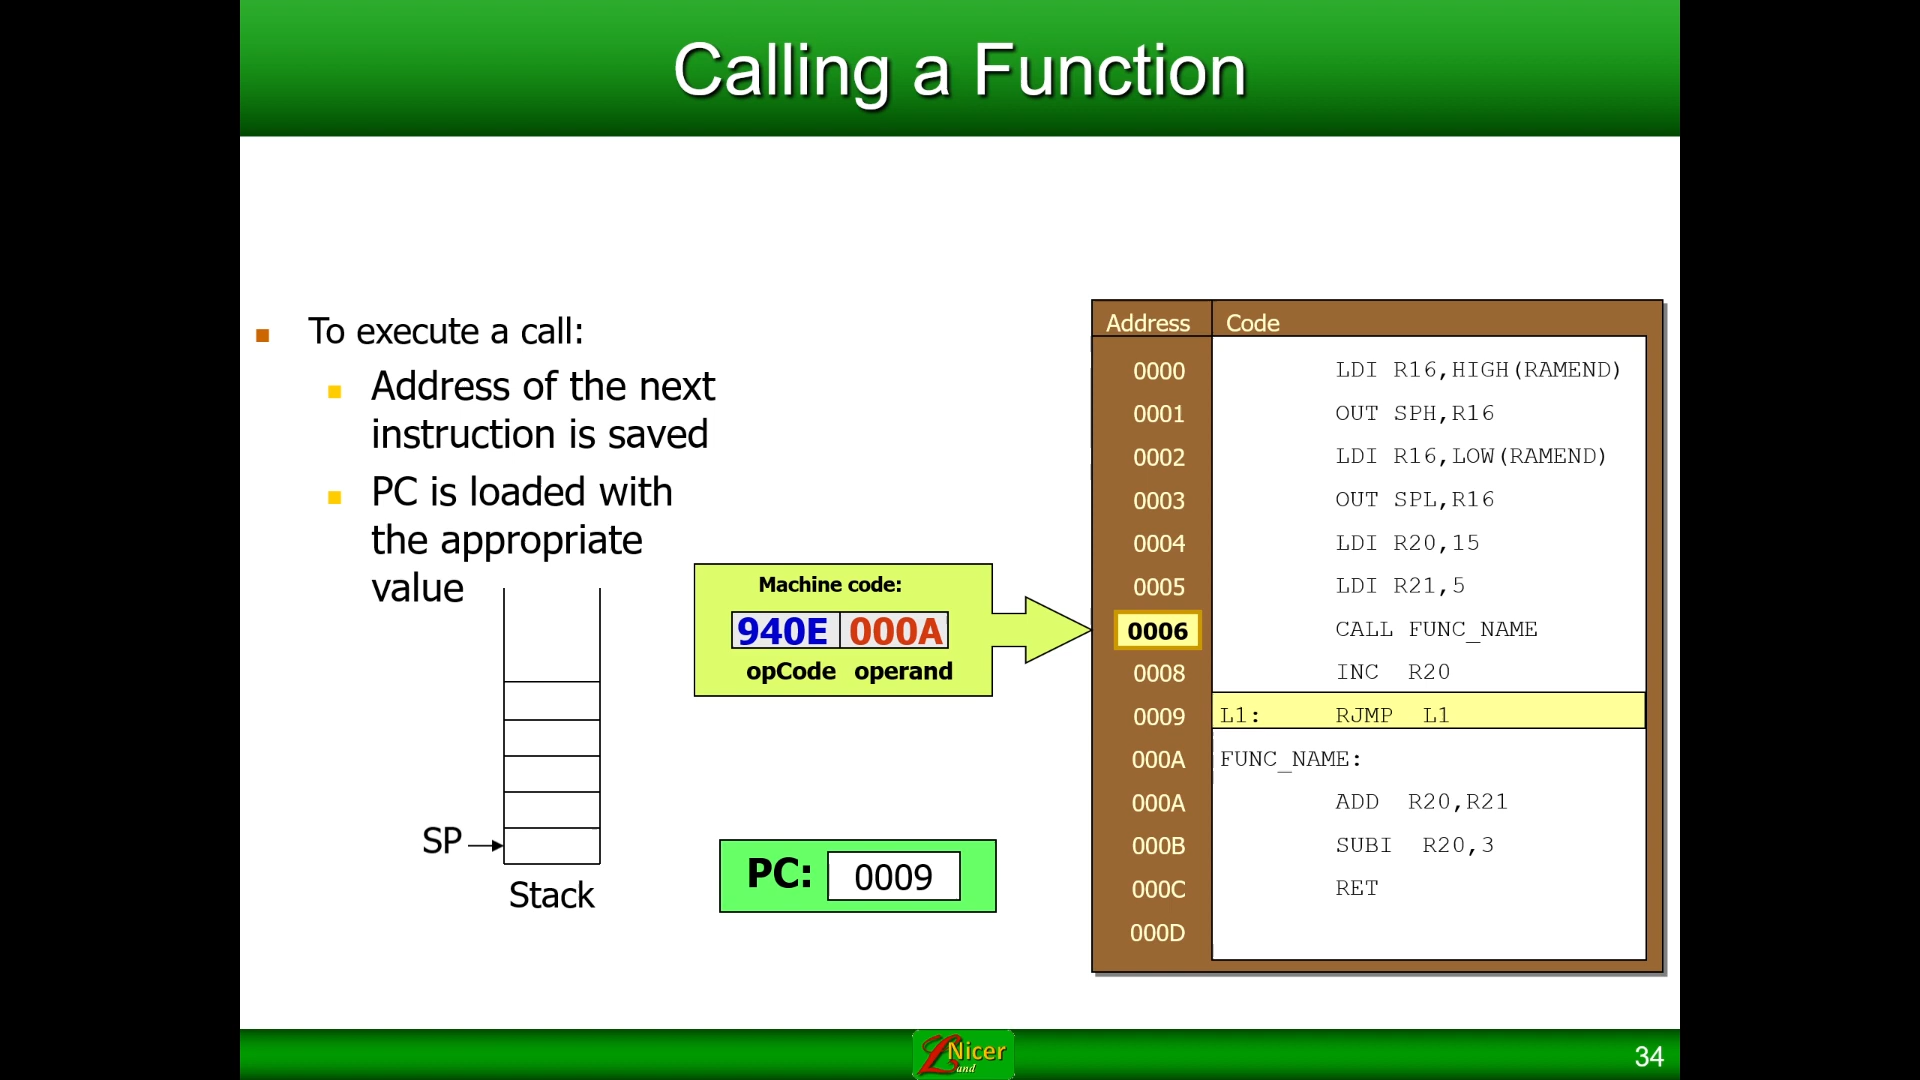 Calling a Function
To execute a call:
Address of the next
instruction is saved
PC is loaded with
the appropriate
value
SP
Stack
Machine code:
940E 000A
opCode operand
PC: 0009
Address Code
0000 LDI R16,HIGH(RAMEND)
0001 OUT SPH,R16
0002 LDI R16,LOW(RAMEND)
0003 OUT SPL,R16
0004 LDI R20,15
0005 LDI R21,5
0006 CALL FUNC_NAME
0008 INC R20
0009 L1: RJMP L1
000A FUNC_NAME:
000A ADD R20,R21
000B SUBI R20,3
000C RET
000D
Nicer
Land
34